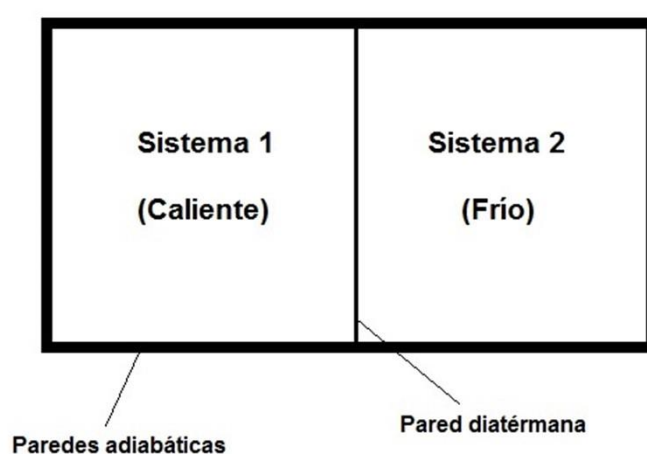 Sistema 1
(Caliente)
Sistema 2
(Frío)
Pared diatérmana
Paredes adiabáticas